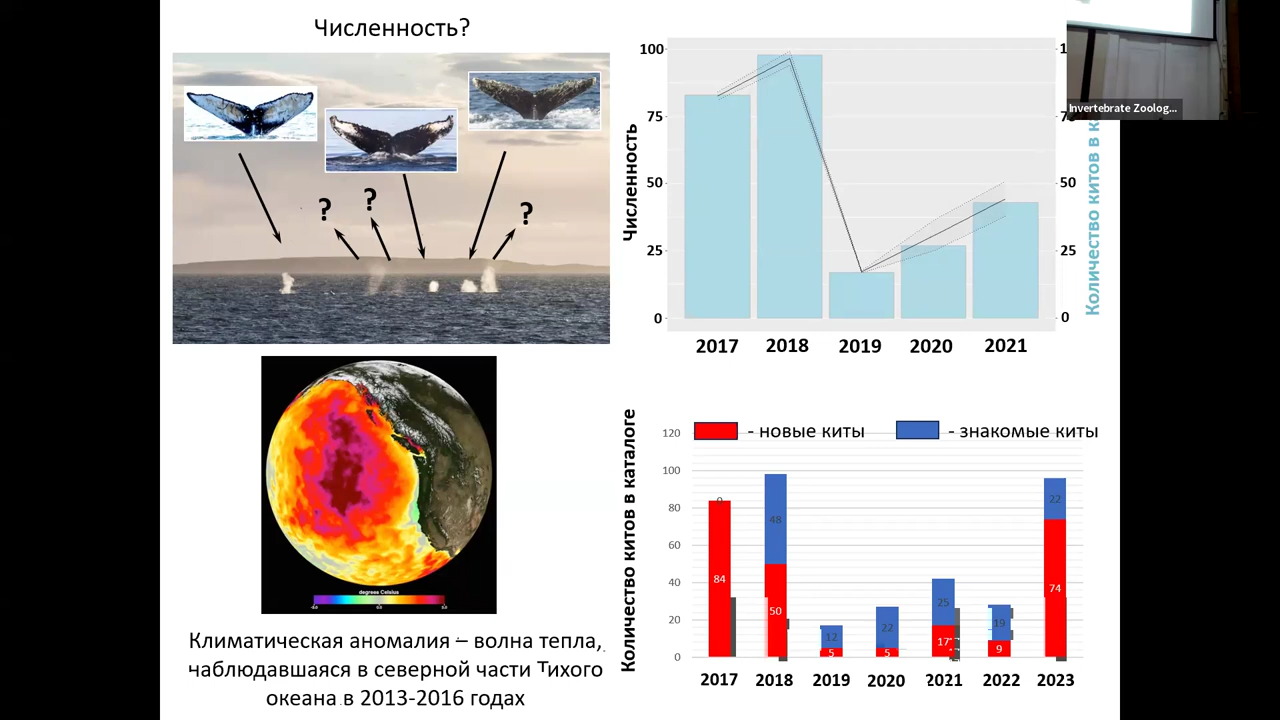 Численность?
?
?
?
degrees Celsius
Климатическая аномалия – волна тепла,
наблюдавшаяся в северной части Тихого
океана в 2013-2016 годах
Численность
100
75
50
25
0
50
25
0
Количество китов в к
2017 2018 2019 2020 2021
Invertebrate Zoolog...
Количество китов в каталоге
- новые киты
- знакомые киты
120
100
80
60
40
20
0
0
84
48
50
12
5
22
5
25
17
19
9
22
74
2017 2018 2019 2020 2021 2022 2023